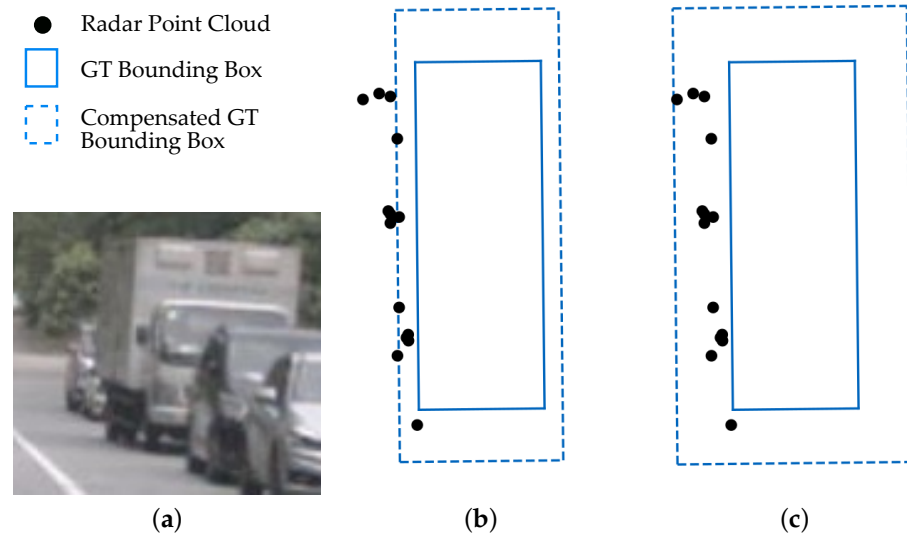 Radar Point Cloud
GT Bounding Box
Compensated GT
Bounding Box
(a)
(b)
(c)